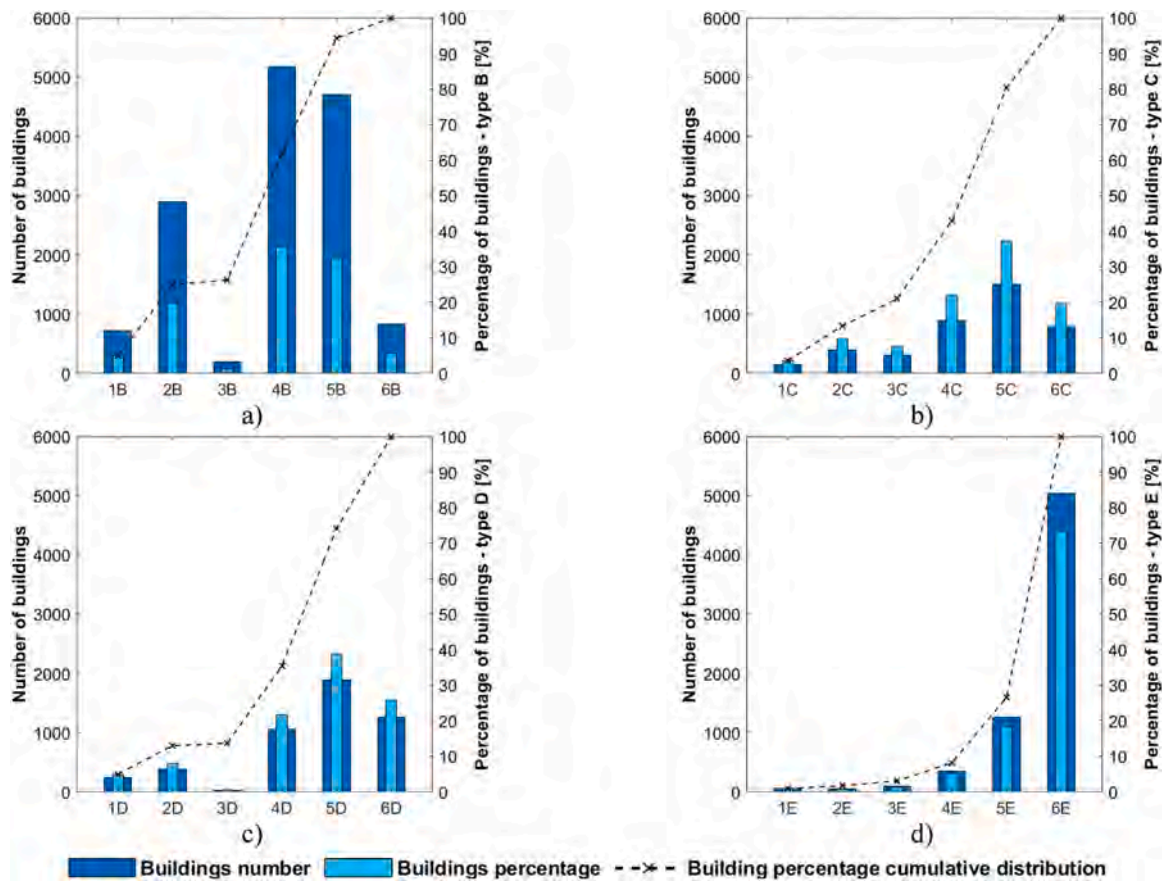 6000 5000 4000 3000 2000 1000 0
Number of buildings
100 90 80 70 60 50 40 30 20 10 0
Percentage of buildings - type B [%]
1B 2B 3B 4B 5B 6B
a)
6000 5000 4000 3000 2000 1000 0
Number of buildings
100 90 80 70 60 50 40 30 20 10 0
Percentage of buildings - type C [%]
1C 2C 3C 4C 5C 6C
b)
6000 5000 4000 3000 2000 1000 0
Number of buildings
100 90 80 70 60 50 40 30 20 10 0
Percentage of buildings - type D [%]
1D 2D 3D 4D 5D 6D
c)
6000 5000 4000 3000 2000 1000 0
Number of buildings
100 90 80 70 60 50 40 30 20 10 0
Percentage of buildings - type E [%]
1E 2E 3E 4E 5E 6E
d)
Buildings number Buildings percentage Building percentage cumulative distribution